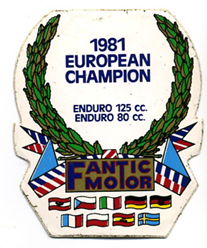 1981
EUROPEAN
CHAMPION
ENDURO 125 cc.
ENDURO 80 cc.
FANTIC
MOTOR